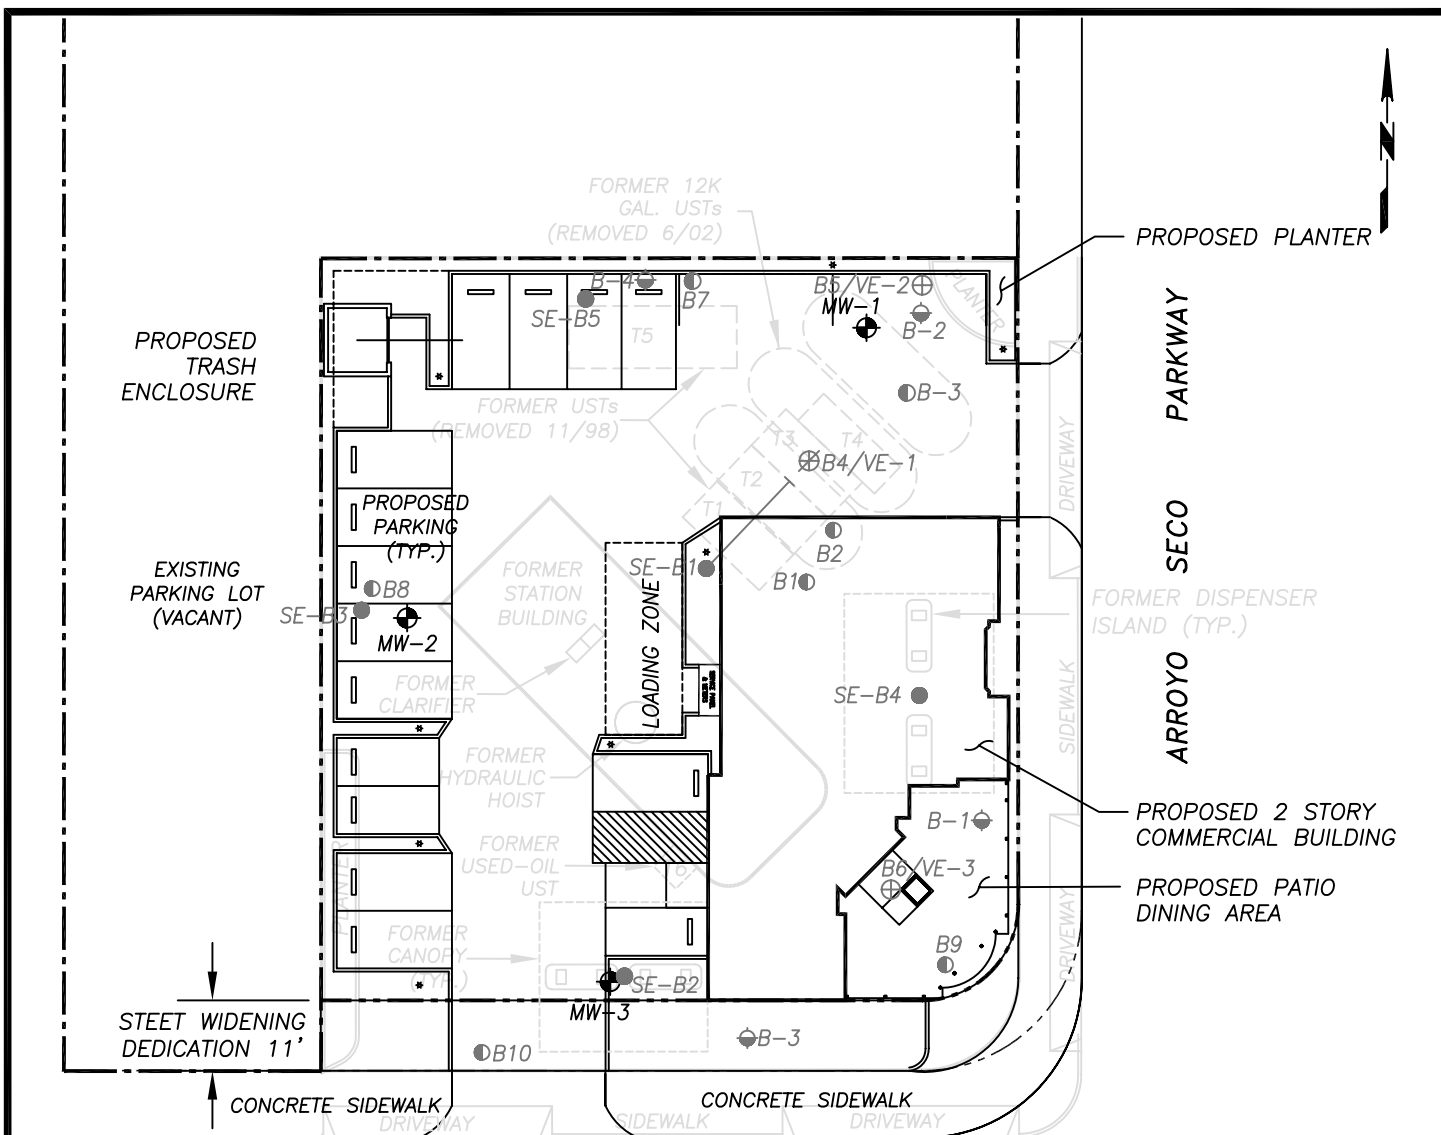 FORMER 12K
GAL. USTs
(REMOVED 6/02)
N
PROPOSED PLANTER
PLANTER
B-4
B7
B5/VE-2
MW-1
B-2
SE-B5
T5
PROPOSED
TRASH
ENCLOSURE
B-3
FORMER USTs
(REMOVED 11/98)
T3
T4
B4/VE-1
T2
T1
DRIVEWAY
ARROYO SECO PARKWAY
PROPOSED
PARKING
(TYP.)
B2
B1
SE-B1
EXISTING
PARKING LOT
(VACANT)
FORMER
STATION
BUILDING
LOADING ZONE
B8
SE-B3
MW-2
FORMER DISPENSER
ISLAND (TYP.)
FORMER
CLARIFIER
SE-B4
SIDEWALK
FORMER
HYDRAULIC
HOIST
B-1
PROPOSED 2 STORY
COMMERCIAL BUILDING
FORMER
USED-OIL
UST
B6/VE-3
PROPOSED PATIO
DINING AREA
PLANTER
FORMER
CANOPY
(TYP.)
B9
DRIVEWAY
SE-B2
MW-3
STEET WIDENING
DEDICATION 11'
B10
B-3
CONCRETE SIDEWALK
CONCRETE SIDEWALK
DRIVEWAY
SIDEWALK
DRIVEWAY